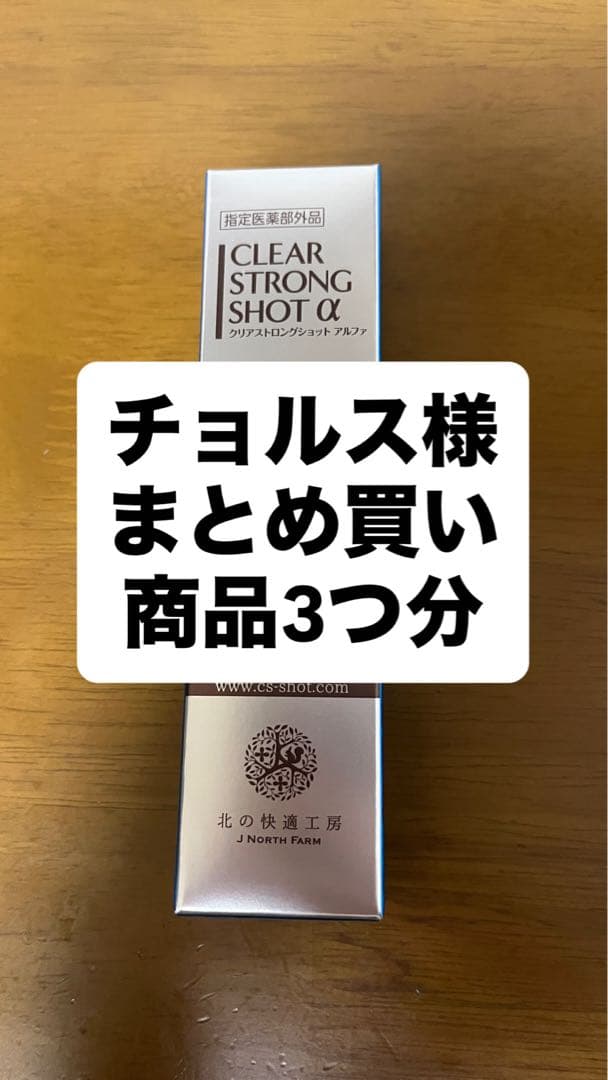 指定医薬部外品
CLEAR
STRONG
SHOT α
クリアストロングショット アルファ
チョルス様
まとめ買い
商品3つ分
www.cs-shot.com
北の快適工房
J NORTH FARM